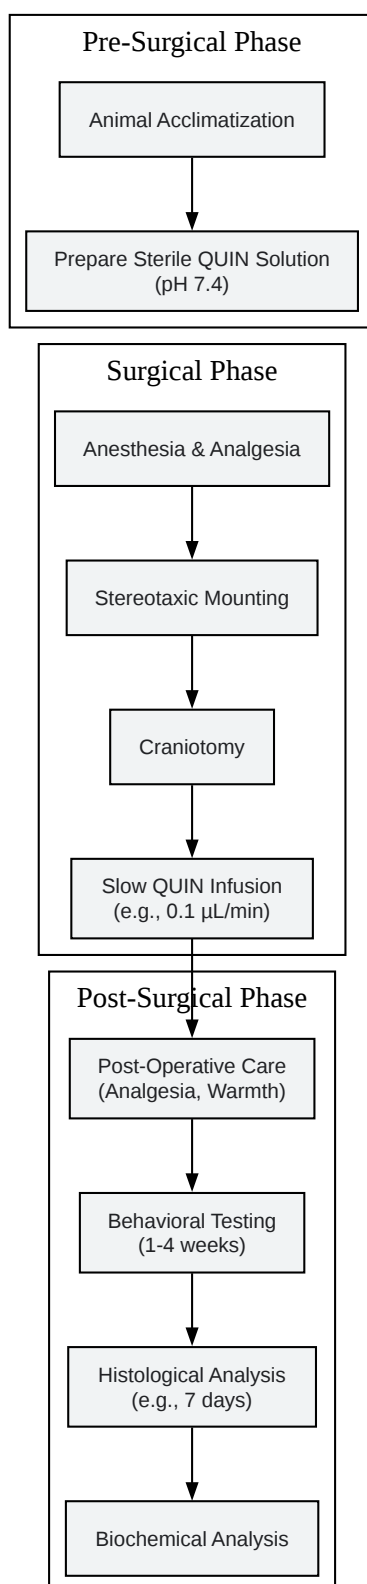 Pre-Surgical Phase
Animal Acclimatization
Prepare Sterile QUIN Solution
(pH 7.4)
Surgical Phase
Anesthesia & Analgesia
Stereotaxic Mounting
Craniotomy
Slow QUIN Infusion
(e.g., 0.1 µL/min)
Post-Surgical Phase
Post-Operative Care
(Analgesia, Warmth)
Behavioral Testing
(1-4 weeks)
Histological Analysis
(e.g., 7 days)
Biochemical Analysis